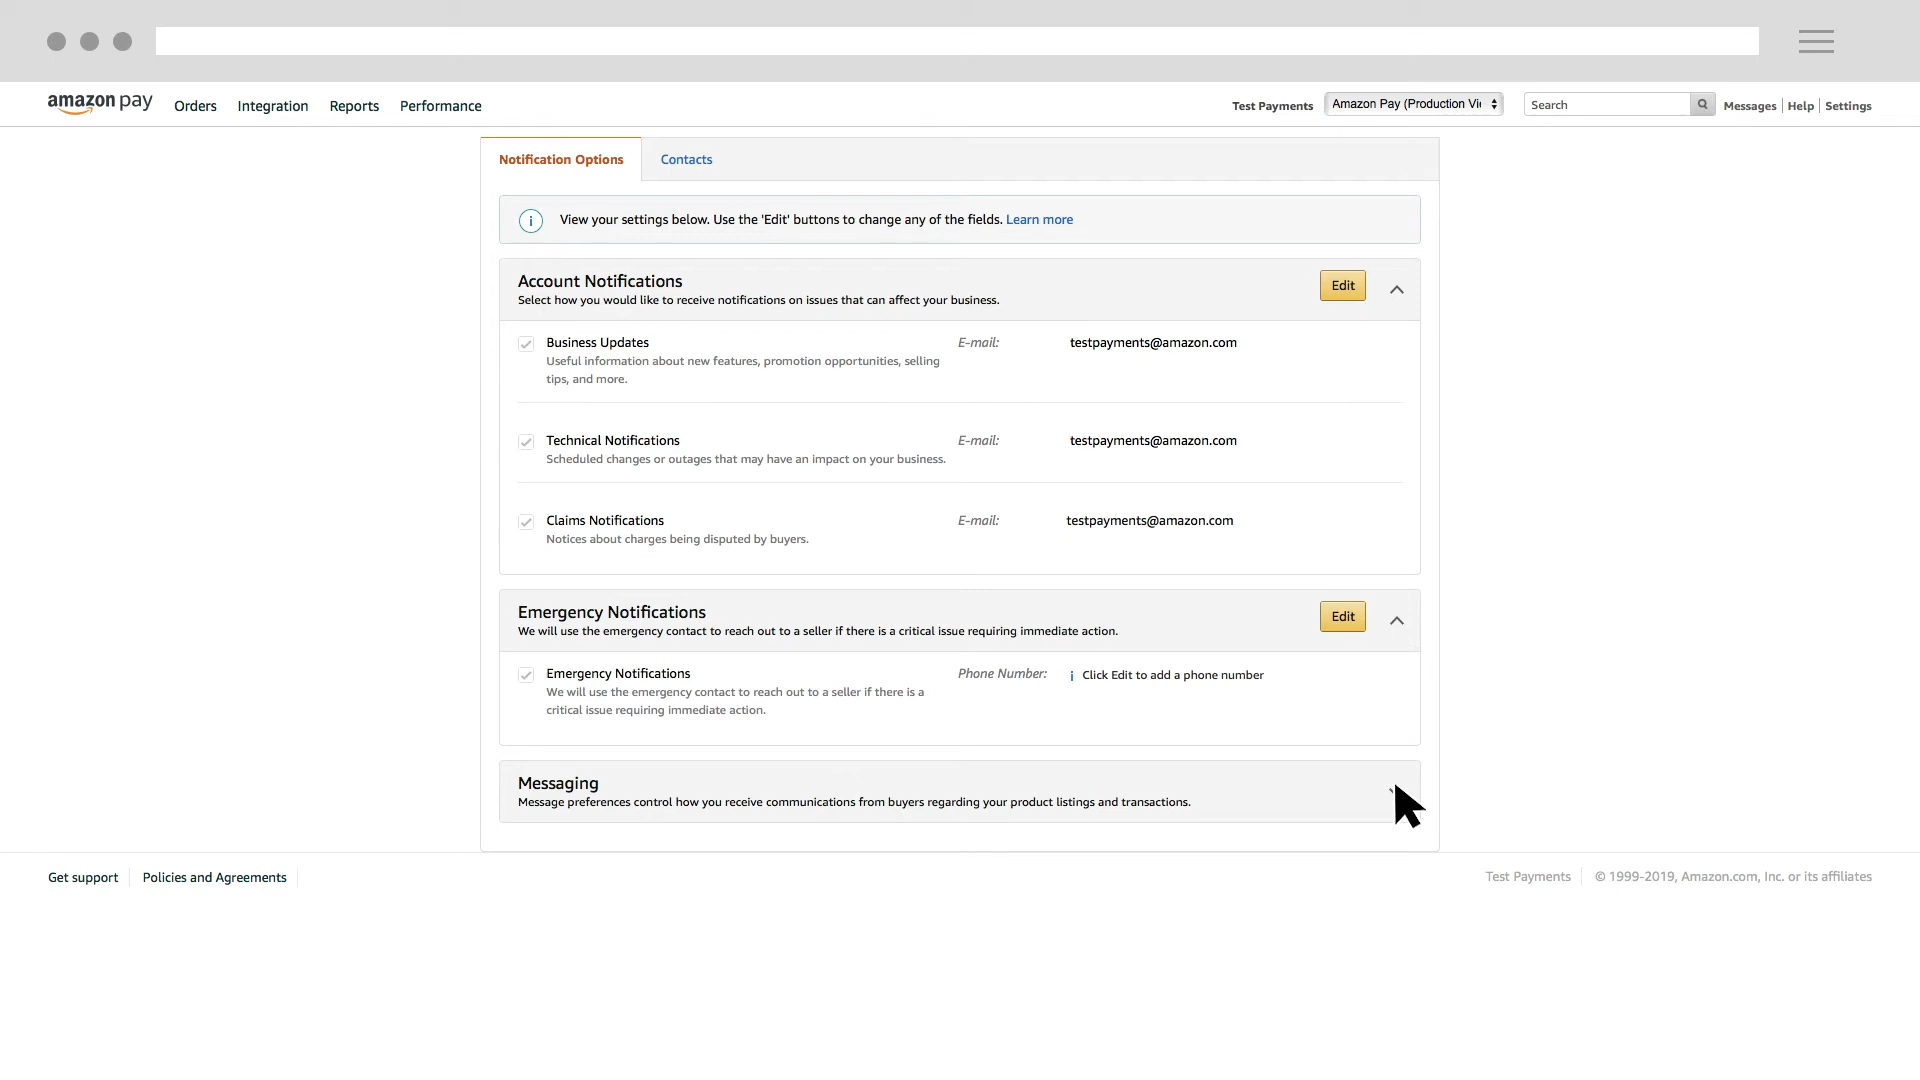 amazon pay Orders Integration Reports Performance Test Payments Amazon Pay (Production Vi Search Messages Help Settings
Notification Options Contacts
View your settings below. Use the 'Edit' buttons to change any of the fields. Learn more
Account Notifications
Select how you would like to receive notifications on issues that can affect your business.
Edit
Business Updates E-mail: testpayments@amazon.com
Useful information about new features, promotion opportunities, selling
tips, and more.
Technical Notifications E-mail: testpayments@amazon.com
Scheduled changes or outages that may have an impact on your business.
Claims Notifications E-mail: testpayments@amazon.com
Notices about charges being disputed by buyers.
Emergency Notifications
We will use the emergency contact to reach out to a seller if there is a critical issue requiring immediate action.
Edit
Emergency Notifications Phone Number: i Click Edit to add a phone number
We will use the emergency contact to reach out to a seller if there is a
critical issue requiring immediate action.
Messaging
Message preferences control how you receive communications from buyers regarding your product listings and transactions.
Get support Policies and Agreements Test Payments © 1999-2019, Amazon.com, Inc. or its affiliates